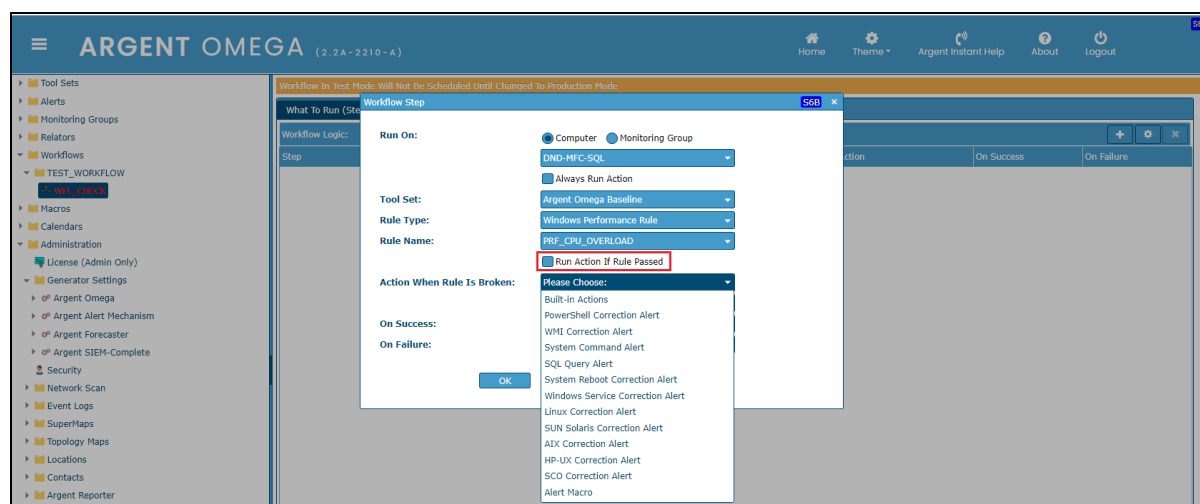 S6
ARGENT OMEGA (2.2A-2210-A)
Home
Theme
Argent Instant Help
About
Logout
Tool Sets
Alerts
Monitoring Groups
Relators
Workflows
TEST_WORKFLOW
WFL_CHECK
Macros
Calendars
Administration
License (Admin Only)
Generator Settings
Argent Omega
Argent Alert Mechanism
Argent Forecaster
Argent SIEM-Complete
Security
Network Scan
Event Logs
SuperMaps
Topology Maps
Locations
Contacts
Argent Reporter
Workflow In Test Mode Will Not Be Scheduled Until Changed To Production Mode
What To Run (Ste
Workflow Logic:
Step
ction
On Success
On Failure
Workflow Step
S6B
×
Run On:
Computer
Monitoring Group
DND-MFC-SQL
Always Run Action
Tool Set:
Argent Omega Baseline
Rule Type:
Windows Performance Rule
Rule Name:
PRF_CPU_OVERLOAD
Run Action If Rule Passed
Action When Rule Is Broken:
Please Choose:
Built-in Actions
PowerShell Correction Alert
WMI Correction Alert
System Command Alert
SQL Query Alert
System Reboot Correction Alert
Windows Service Correction Alert
Linux Correction Alert
SUN Solaris Correction Alert
AIX Correction Alert
HP-UX Correction Alert
SCO Correction Alert
Alert Macro
On Success:
On Failure:
OK